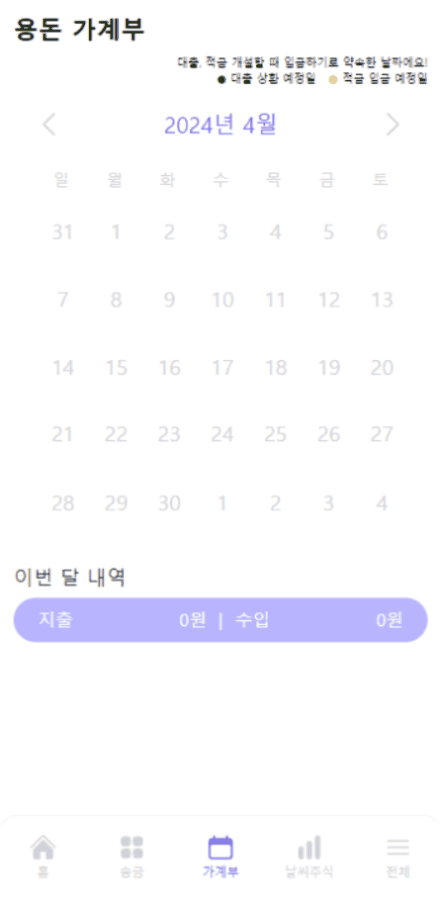 용돈 가계부
대출, 적금 개설할 때 입금하기로 약속한 날짜에요!
대출 상환 예정일 적금 입금 예정일
2024년 4월
일 월 화 수 목 금 토
31 1 2 3 4 5 6
7 8 9 10 11 12 13
14 15 16 17 18 19 20
21 22 23 24 25 26 27
28 29 30 1 2 3 4
이번 달 내역
지출 0원 | 수입 0원
홈 송금 가계부 날씨주식 전체